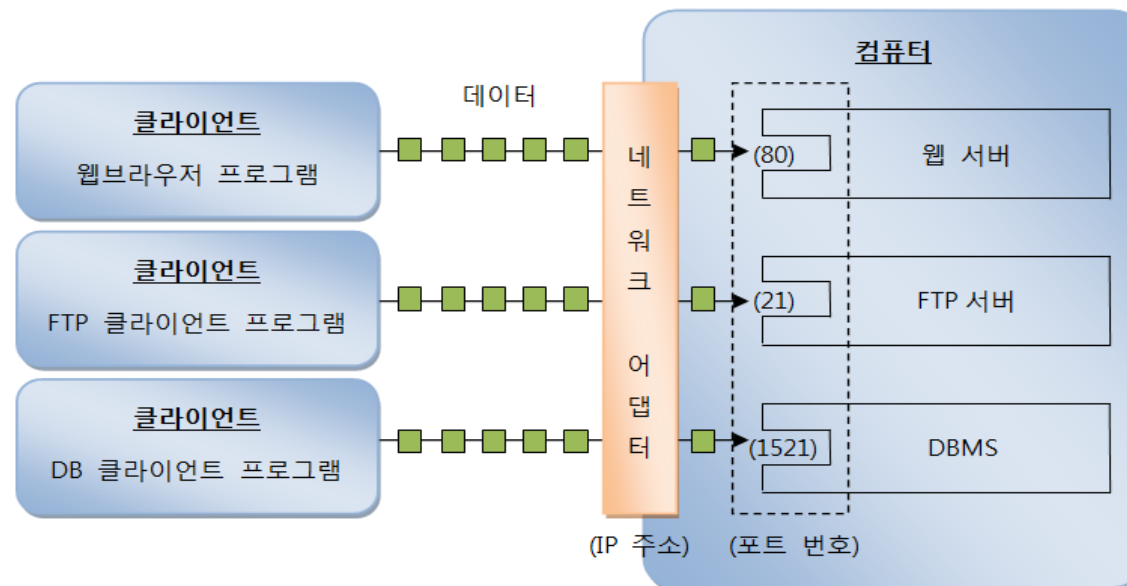 컴퓨터
데이터
클라이언트
웹브라우저 프로그램
(80)
웹 서버
클라이언트
FTP 클라이언트 프로그램
(21)
FTP 서버
클라이언트
DB 클라이언트 프로그램
(1521)
DBMS
네트워크 어댑터
(IP 주소)
(포트 번호)